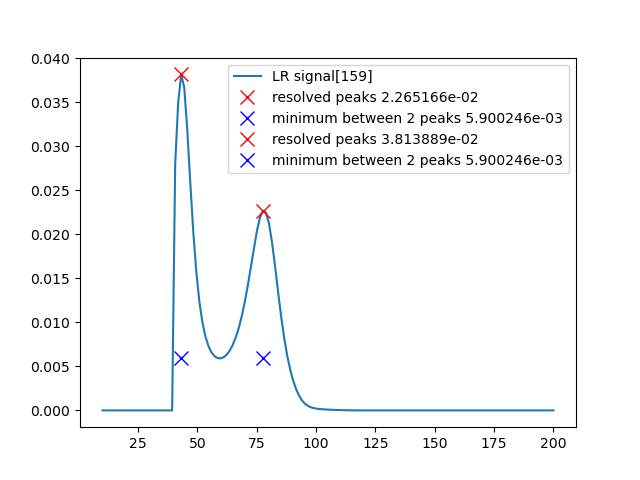 0.040
0.035
0.030
0.025
0.020
0.015
0.010
0.005
0.000
LR signal[159]
resolved peaks 2.265166e-02
minimum between 2 peaks 5.900246e-03
resolved peaks 3.813889e-02
minimum between 2 peaks 5.900246e-03
25 50 75 100 125 150 175 200